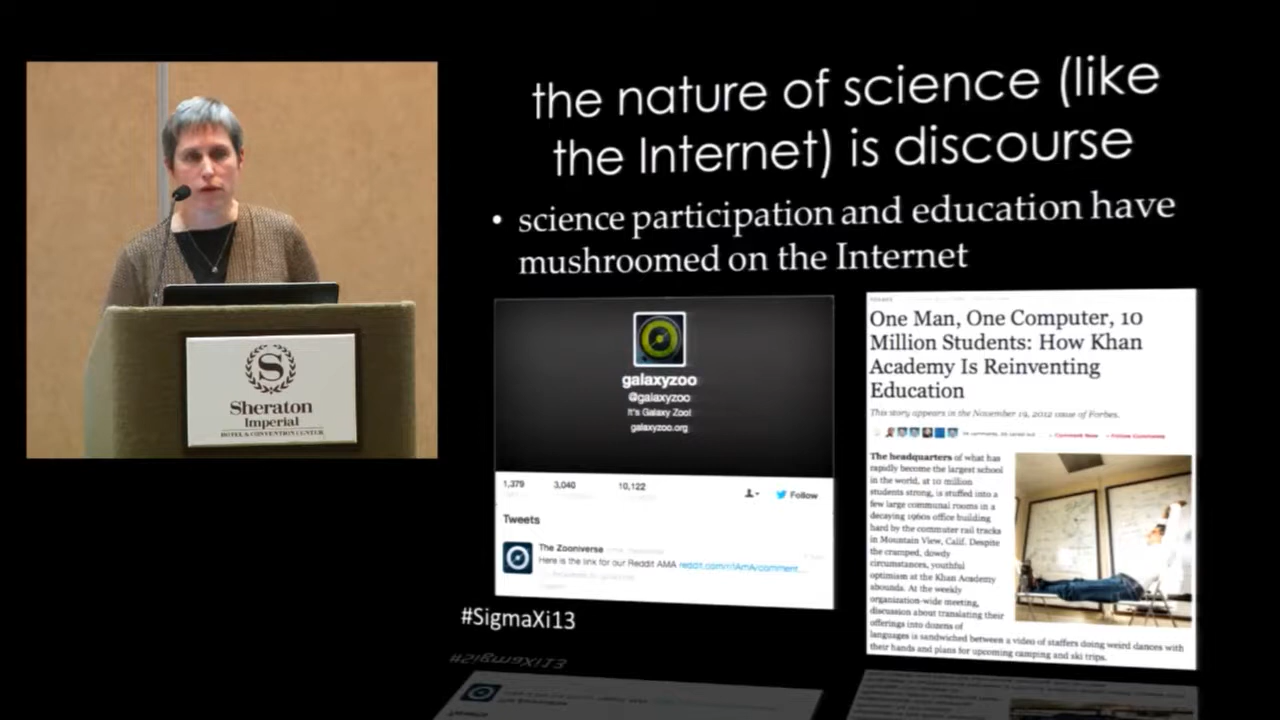 the nature of science (like
the Internet) is discourse
• science participation and education have
mushroomed on the Internet
S
Sheraton
Imperial
HOTEL & CONVENTION CENTER
galaxyzoo
@galaxyzoo
It's Galaxy Zoo!
galaxyzoo.org
1,379 3,040 10,122
Follow
Tweets
The Zooniverse
Here is the link for our Reddit AMA reddit.com/r/IAmA/comment...
One Man, One Computer, 10
Million Students: How Khan
Academy Is Reinventing
Education
This story appears in the November 19, 2012 issue of Forbes.
+ Comment Now + Follow Comments
The headquarters of what has
rapidly become the largest school
in the world, at 10 million
students strong, is stuffed into a
few large communal rooms in a
decaying 1960s office building
hard by the commuter rail tracks
in Mountain View, Calif. Despite
the cramped, dowdy
circumstances, youthful
optimism at the Khan Academy
abounds. At the weekly
organization-wide meeting,
discussion about translating their
offerings into dozens of
languages is sandwiched between a video of staffers doing weird dances with
their hands and plans for upcoming camping and ski trips.
#SigmaXi13